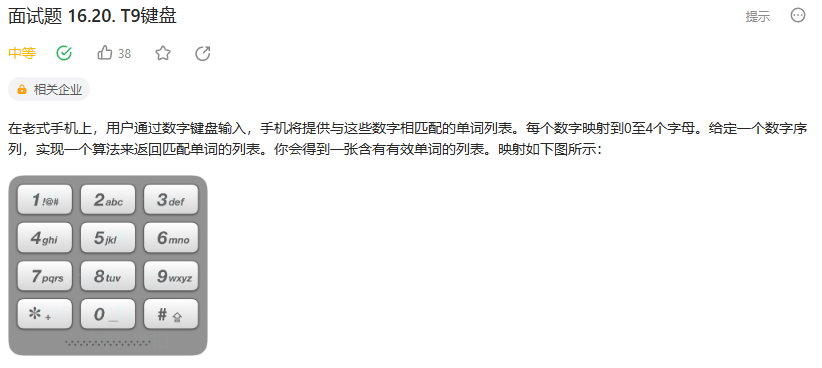 面试题 16.20. T9键盘
提示
中等 38
相关企业
在老式手机上，用户通过数字键盘输入，手机将提供与这些数字相匹配的单词列表。每个数字映射到0至4个字母。给定一个数字序
列，实现一个算法来返回匹配单词的列表。你会得到一张含有有效单词的列表。映射如下图所示：
1 !@# 2 abc 3 def
4 ghi 5 jkl 6 mno
7 pqrs 8 tuv 9 wxyz
* + 0 _ # ⇧